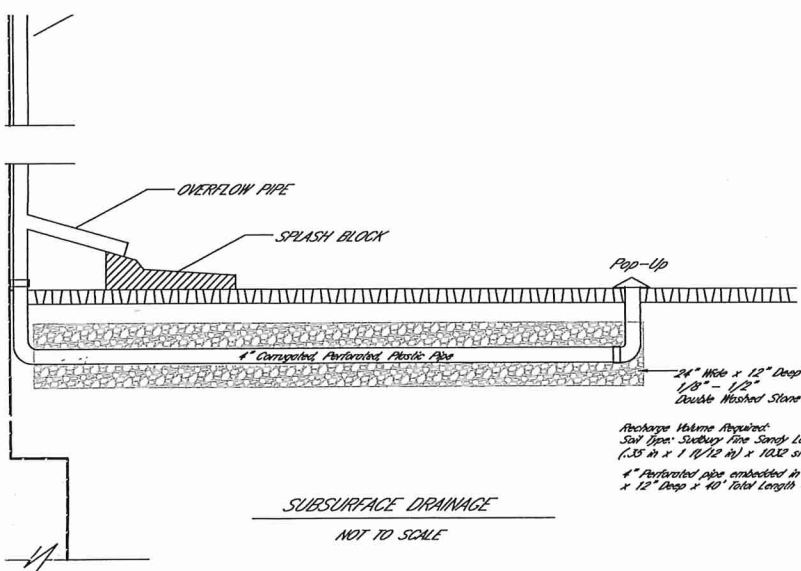 OVERFLOW PIPE
SPLASH BLOCK
Pop-Up
4" Corrugated, Perforated, Plastic Pipe
24" Wide x 12" Deep
1/8" - 1/2"
Double Washed Stone
Recharge Volume Required:
Soil Type: Sudbury Fine Sandy
(.35 in x 1 ft/12 in) x 1032
4" Perforated pipe embedded in
x 12" Deep x 40' Total Length
SUBSURFACE DRAINAGE
NOT TO SCALE